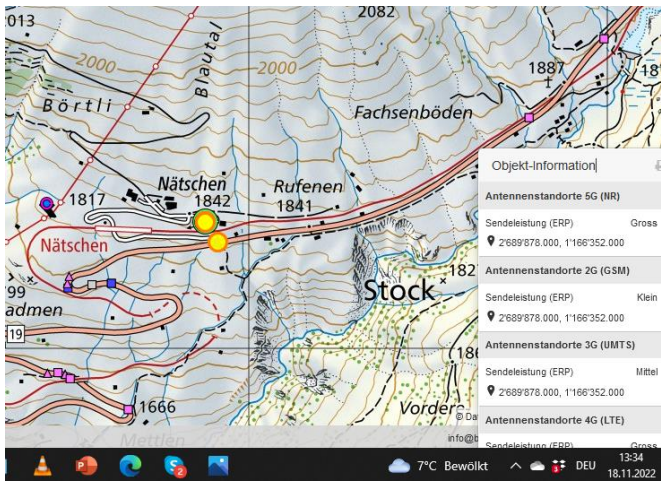 2013
2082
2000
2000
Blautal
Börtli
1887
Fachsenböden
Nätschen
1817
1842
Rufenen
1841
Nätschen
Stock
19
1666
Mettlen
Objekt-Information
Antennenstandorte 5G (NR)
Sendeleistung (ERP) Gross
2'689'878.000, 1'166'352.000
Antennenstandorte 2G (GSM)
Sendeleistung (ERP) Klein
2'689'878.000, 1'166'352.000
Antennenstandorte 3G (UMTS)
Sendeleistung (ERP) Mittel
2'689'878.000, 1'166'352.000
Antennenstandorte 4G (LTE)
Sendeleistung (ERP) Gross
7°C Bewölkt
DEU
13:34
18.11.2022